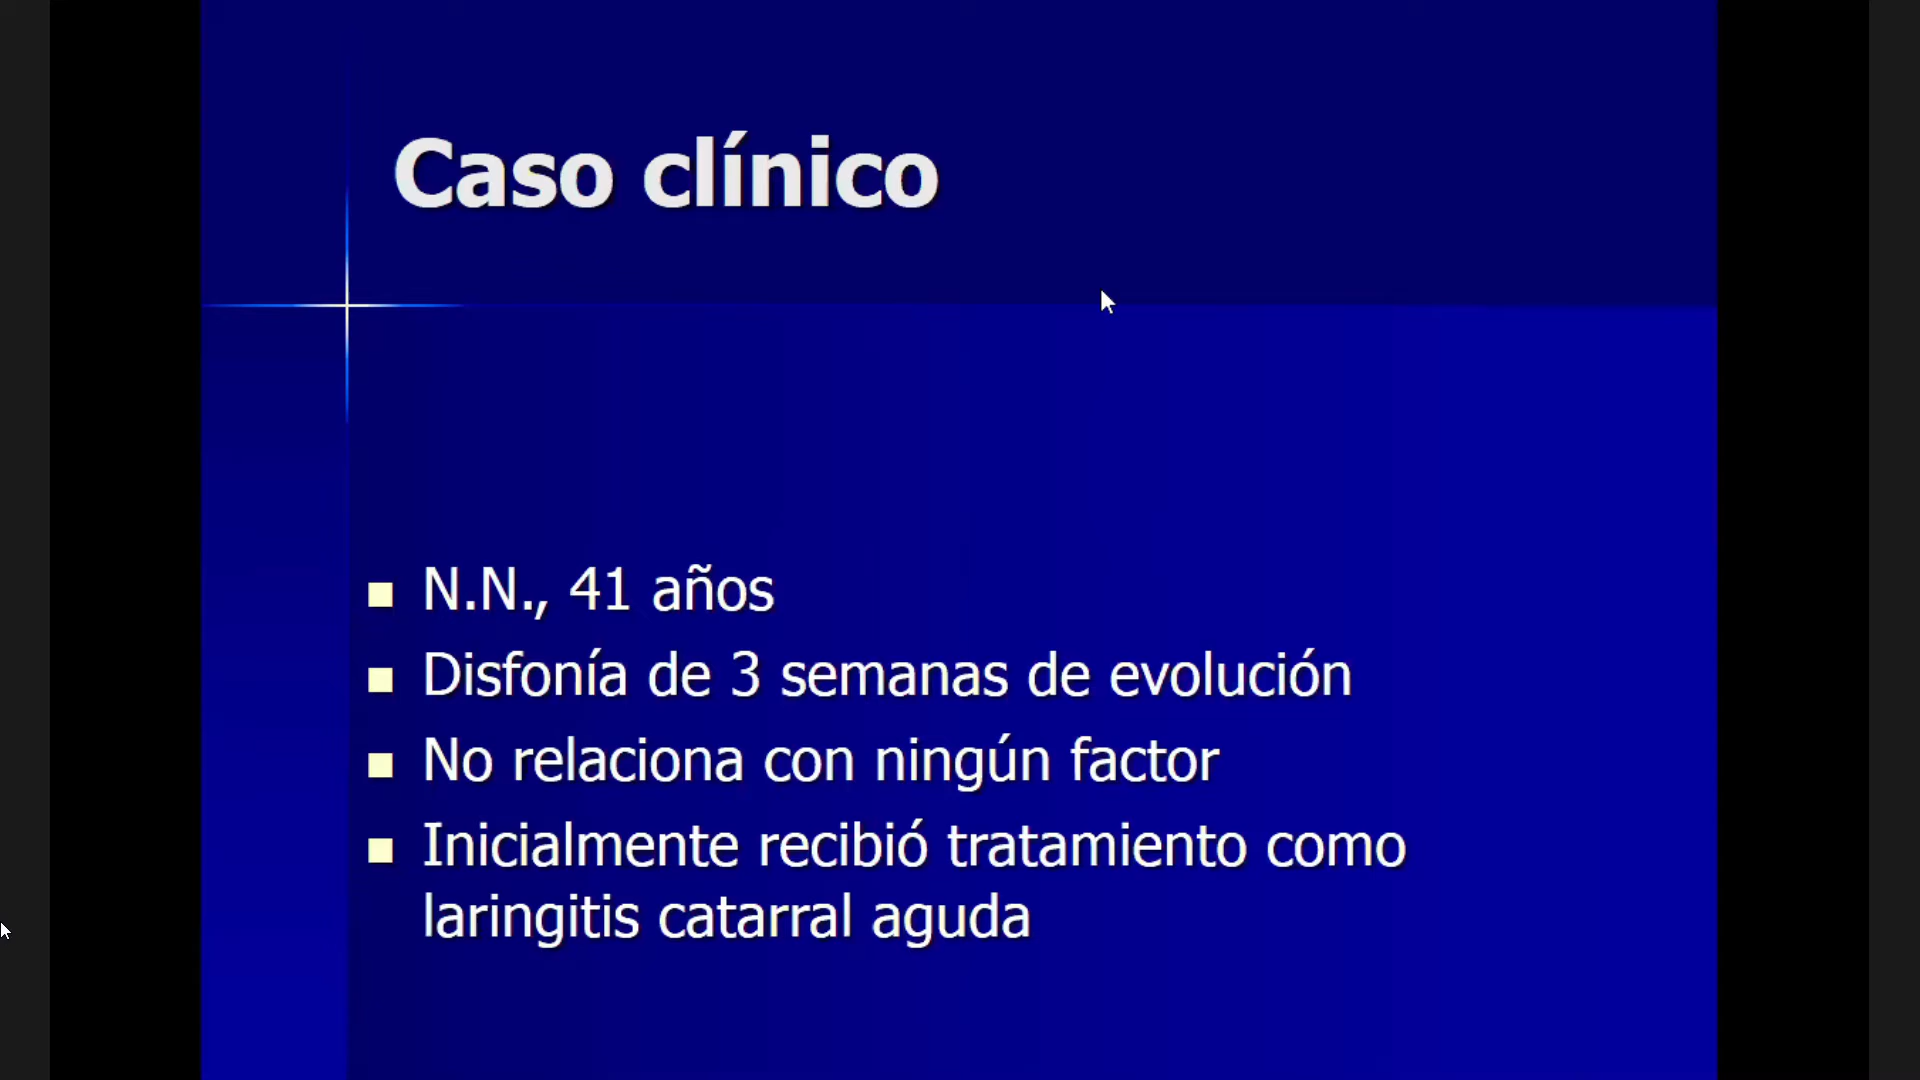 Caso clínico
N.N., 41 años
Disfonía de 3 semanas de evolución
No relaciona con ningún factor
Inicialmente recibió tratamiento como
laringitis catarral aguda